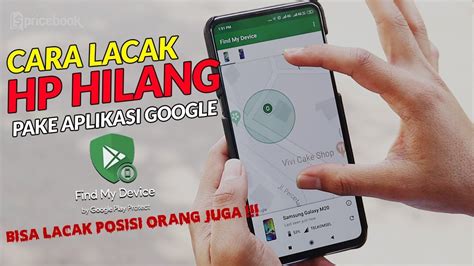 pricebook
CARA LACAK
HP HILANG
PAKE APLIKASI GOOGLE
Find My Device
by Google Play Protect
BISA LACAK POSISI ORANG JUGA !!!
Find My Device
Vivi Cake Shop
Samsung Galaxy M20
TELKOMSEL